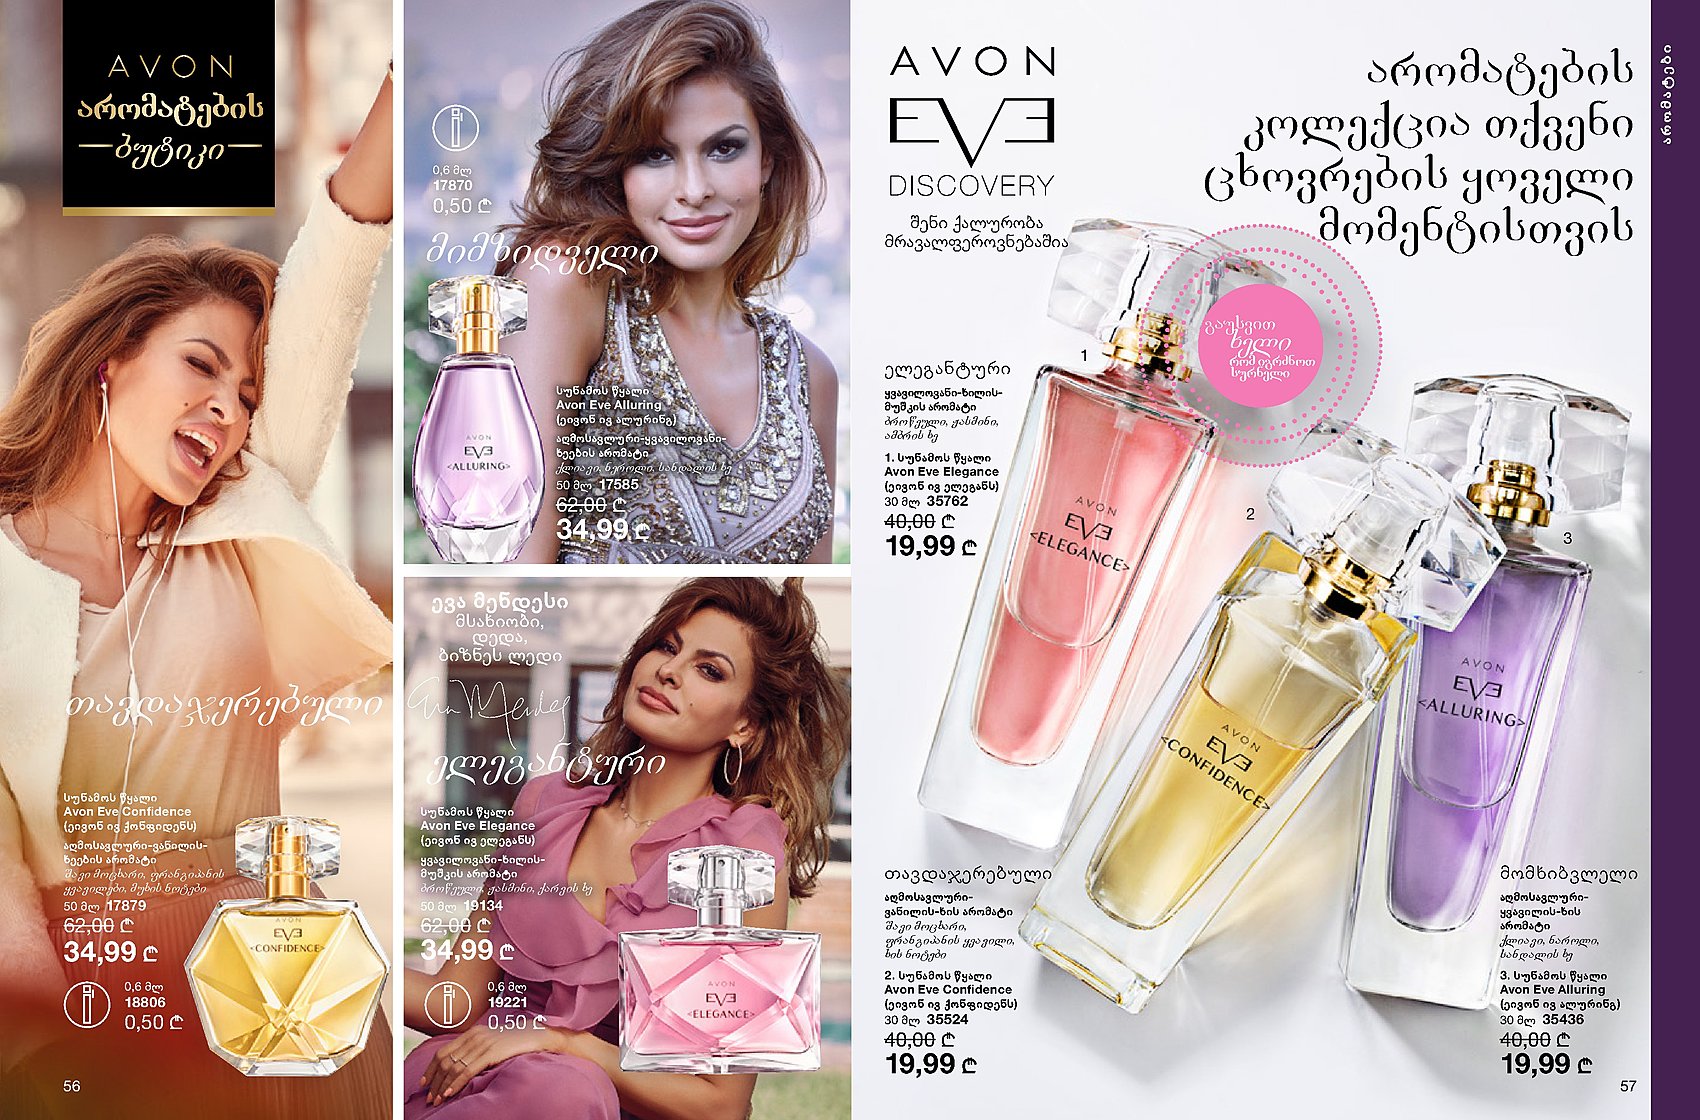 AVON
არომატების
ბუტიკი
თავდაჯერებული
სუნამოს წყალი
Avon Eve Confidence
(ეივონ ივ ქონფიდენს)
აღმოსავლური-ვანილის-
ხეების არომატი
შავი მოცხარი, ფრანგიპანის
ყვავილები, მუხის ნოტები
50 მლ 17879
62,00 ₾
34,99 ₾
0,6 მლ
18806
0,50 ₾
AVON
EVE
<CONFIDENCE>
56
0,6 მლ
17870
0,50 ₾
მიმზიდველი
სუნამოს წყალი
Avon Eve Alluring
(ეივონ ივ ალურინგ)
აღმოსავლური-ყვავილოვანი-
ხეების არომატი
ქლიავი, ნეროლი, სანდალის ხე
50 მლ 17585
62,00 ₾
34,99 ₾
AVON
EVE
<ALLURING>
ევა მენდესი
მსახიობი,
დედა,
ბიზნეს ლედი
Eva Mendes
ელეგანტური
სუნამოს წყალი
Avon Eve Elegance
(ეივონ ივ ელეგანს)
ყვავილოვანი-ხილის-
მუშკის არომატი
ბროწეული, ჟასმინი, ქარვის ხე
50 მლ 19134
62,00 ₾
34,99 ₾
0,6 მლ
19221
0,50 ₾
AVON
EVE
<ELEGANCE>
AVON
EVE
DISCOVERY
შენი ქალურობა
მრავალფეროვნებაშია
არომატების
კოლექცია თქვენი
ცხოვრების ყოველი
მომენტისთვის
გაუსვით
ხელი
რომ იგრძნოთ
სურნელი
ელეგანტური
ყვავილოვანი-ხილის-
მუშკის არომატი
ბროწეული, ჟასმინი,
ამბრის ხე
1. სუნამოს წყალი
Avon Eve Elegance
(ეივონ ივ ელეგანს)
30 მლ 35762
40,00 ₾
19,99 ₾
1
2
3
AVON
EVE
<ELEGANCE>
AVON
EVE
<CONFIDENCE>
AVON
EVE
<ALLURING>
თავდაჯერებული
აღმოსავლური-
ვანილის-ხის არომატი
შავი მოცხარი,
ფრანგიპანის ყვავილი,
ხის ნოტები
2. სუნამოს წყალი
Avon Eve Confidence
(ეივონ ივ ქონფიდენს)
30 მლ 35524
40,00 ₾
19,99 ₾
მომხიბვლელი
აღმოსავლური-
ყვავილის-ხის
არომატი
ქლიავი, ნაროლი,
სანდალის ხე
3. სუნამოს წყალი
Avon Eve Alluring
(ეივონ ივ ალურინგ)
30 მლ 35436
40,00 ₾
19,99 ₾
57
არომატები